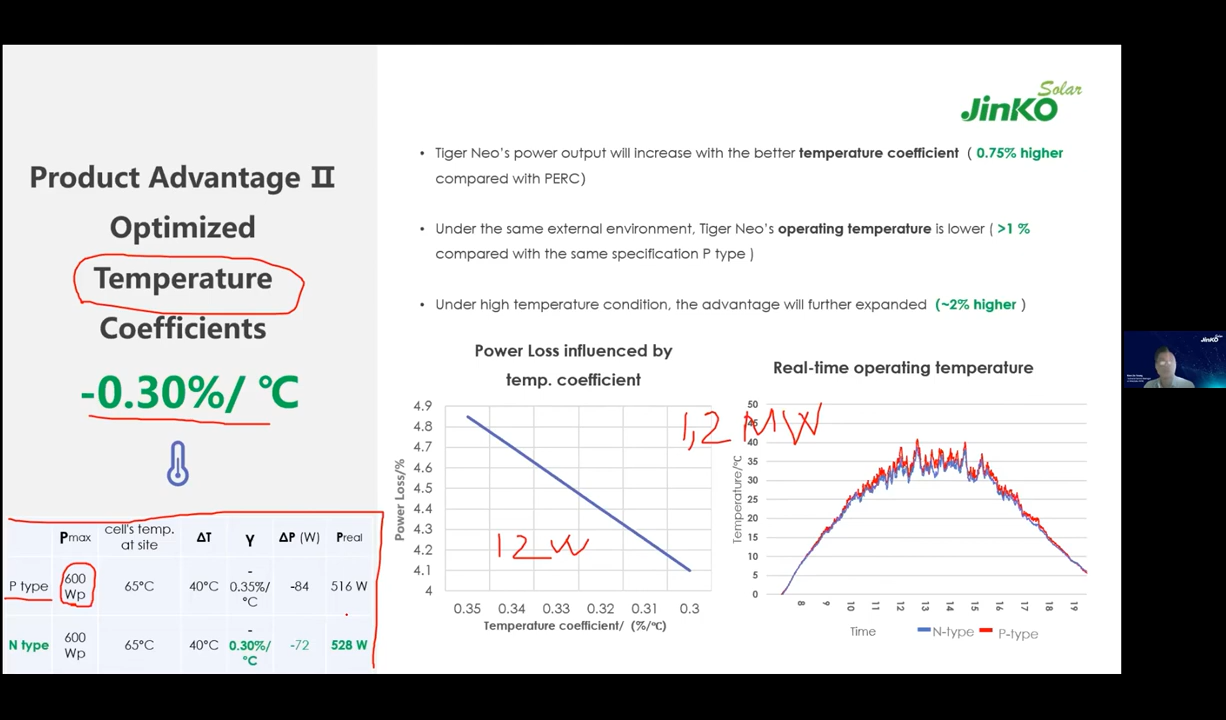 Product Advantage Ⅱ
Optimized
Temperature
Coefficients
-0.30%/ ℃
Pmax
cell's temp. at site
ΔT
γ
ΔP (W)
Preal
P type
600 Wp
65°C
40°C
-0.35%/°C
-84
516 W
N type
600 Wp
65°C
40°C
-0.30%/°C
-72
528 W
Solar
JinKO
• Tiger Neo's power output will increase with the better temperature coefficient ( 0.75% higher
compared with PERC)
• Under the same external environment, Tiger Neo's operating temperature is lower ( >1 %
compared with the same specification P type )
• Under high temperature condition, the advantage will further expanded (~2% higher )
Power Loss influenced by
temp. coefficient
Power Loss/%
4.9
4.8
4.7
4.6
4.5
4.4
4.3
4.2
4.1
4
0.35 0.34 0.33 0.32 0.31 0.3
Temperature coefficient/ (%/℃)
12 W
1,2 MW
Real-time operating temperature
Temperature/℃
50
45
40
35
30
25
20
15
10
5
0
8 9 10 11 12 13 14 15 16 17 18 19
Time
N-type P-type
JinKO